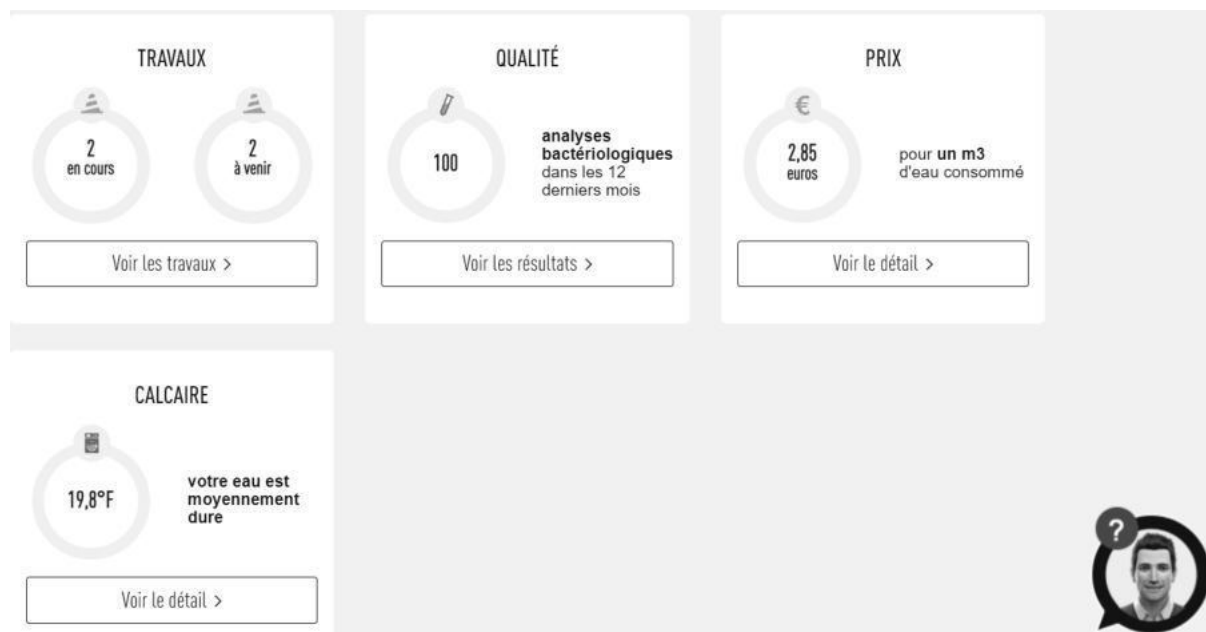 TRAVAUX
2
en cours
2
à venir
Voir les travaux >
QUALITÉ
100
analyses
bactériologiques
dans les 12
derniers mois
Voir les résultats >
PRIX
€
2,85
euros
pour un m3
d'eau consommé
Voir le détail >
CALCAIRE
19,8°F
votre eau est
moyennement
dure
Voir le détail >
?